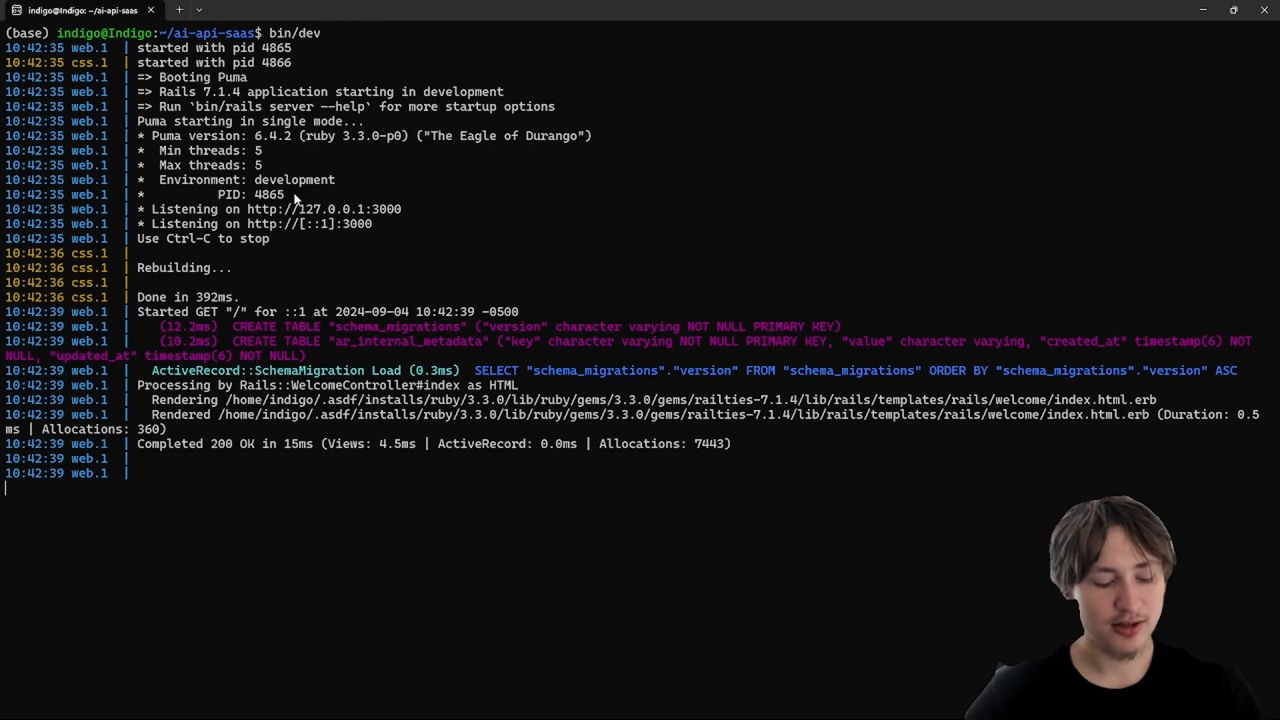 indigo@Indigo: ~/ai-api-saas
(base) indigo@Indigo:~/ai-api-saas$ bin/dev
10:42:35 web.1  | started with pid 4865
10:42:35 css.1  | started with pid 4866
10:42:35 web.1  | => Booting Puma
10:42:35 web.1  | => Rails 7.1.4 application starting in development
10:42:35 web.1  | => Run `bin/rails server --help` for more startup options
10:42:35 web.1  | Puma starting in single mode...
10:42:35 web.1  | * Puma version: 6.4.2 (ruby 3.3.0-p0) ("The Eagle of Durango")
10:42:35 web.1  | *  Min threads: 5
10:42:35 web.1  | *  Max threads: 5
10:42:35 web.1  | *  Environment: development
10:42:35 web.1  | *          PID: 4865
10:42:35 web.1  | * Listening on http://127.0.0.1:3000
10:42:35 web.1  | * Listening on http://[::1]:3000
10:42:35 web.1  | Use Ctrl-C to stop
10:42:36 css.1  |
10:42:36 css.1  | Rebuilding...
10:42:36 css.1  |
10:42:36 css.1  | Done in 392ms.
10:42:39 web.1  | Started GET "/" for ::1 at 2024-09-04 10:42:39 -0500
10:42:39 web.1  |    (12.2ms)  CREATE TABLE "schema_migrations" ("version" character varying NOT NULL PRIMARY KEY)
10:42:39 web.1  |    (10.2ms)  CREATE TABLE "ar_internal_metadata" ("key" character varying NOT NULL PRIMARY KEY, "value" character varying, "created_at" timestamp(6) NOT
NULL, "updated_at" timestamp(6) NOT NULL)
10:42:39 web.1  |   ActiveRecord::SchemaMigration Load (0.3ms)  SELECT "schema_migrations"."version" FROM "schema_migrations" ORDER BY "schema_migrations"."version" ASC
10:42:39 web.1  | Processing by Rails::WelcomeController#index as HTML
10:42:39 web.1  |   Rendering /home/indigo/.asdf/installs/ruby/3.3.0/lib/ruby/gems/3.3.0/gems/railties-7.1.4/lib/rails/templates/rails/welcome/index.html.erb
10:42:39 web.1  |   Rendered /home/indigo/.asdf/installs/ruby/3.3.0/lib/ruby/gems/3.3.0/gems/railties-7.1.4/lib/rails/templates/rails/welcome/index.html.erb (Duration: 0.5
ms | Allocations: 360)
10:42:39 web.1  | Completed 200 OK in 15ms (Views: 4.5ms | ActiveRecord: 0.0ms | Allocations: 7443)
10:42:39 web.1  |
10:42:39 web.1  |